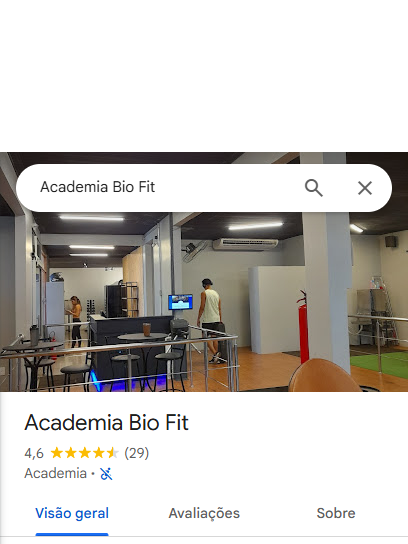 Academia Bio Fit
Academia Bio Fit
4,6 (29)
Academia ·
Visão geral
Avaliações
Sobre